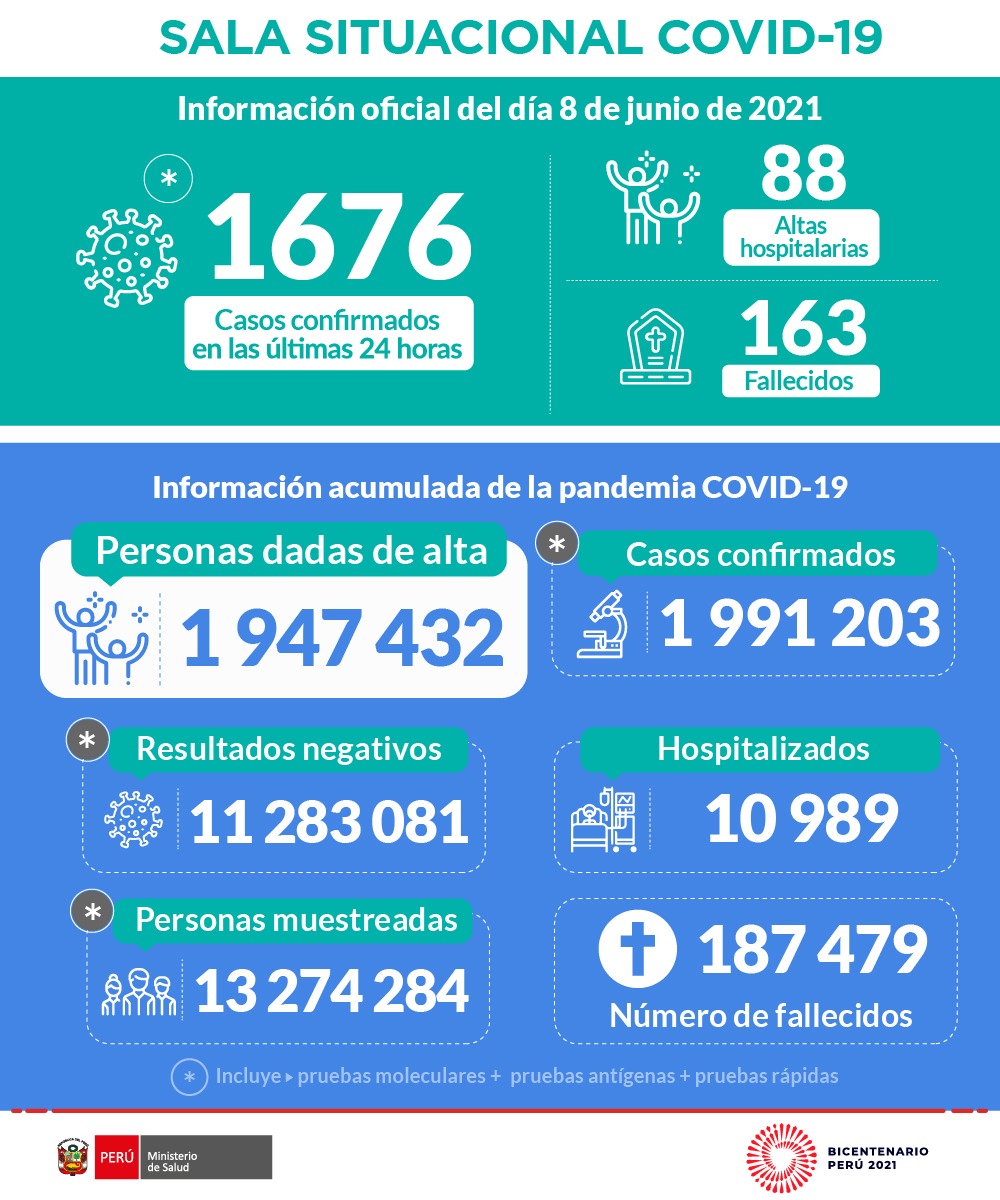 SALA SITUACIONAL COVID-19
Información oficial del día 8 de junio de 2021
*
1676
Casos confirmados
en las últimas 24 horas
88
Altas
hospitalarias
163
Fallecidos
Información acumulada de la pandemia COVID-19
Personas dadas de alta
1 947 432
*
Casos confirmados
1 991 203
*
Resultados negativos
11 283 081
Hospitalizados
10 989
*
Personas muestreadas
13 274 284
187 479
Número de fallecidos
* Incluye ▸ pruebas moleculares + pruebas antígenas + pruebas rápidas
PERÚ
Ministerio
de Salud
BICENTENARIO
PERÚ 2021